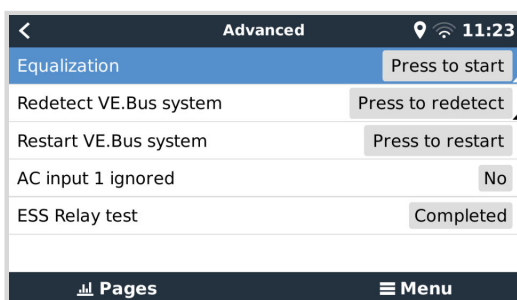 Advanced 11:23
Equalization Press to start
Redetect VE.Bus system Press to redetect
Restart VE.Bus system Press to restart
AC input 1 ignored No
ESS Relay test Completed
Pages Menu